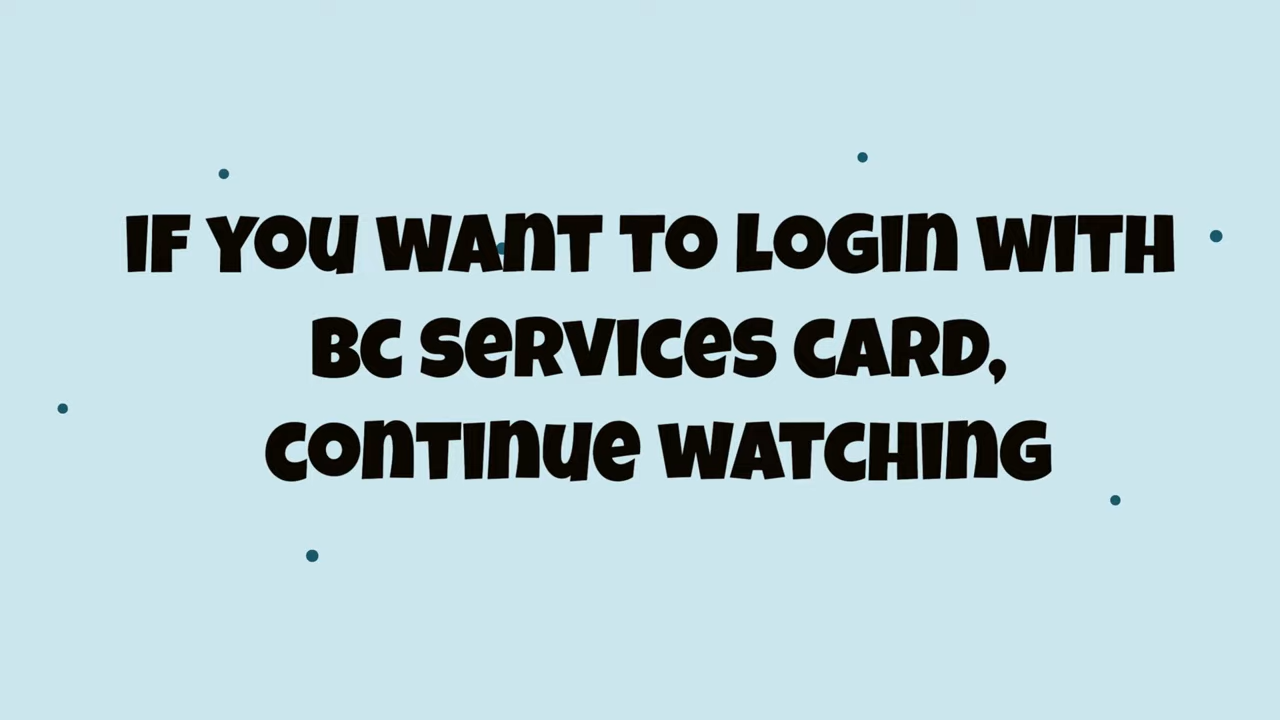 IF YOU WANT TO LOGIN WITH
BC SERVICES CARD,
CONTINUE WATCHING